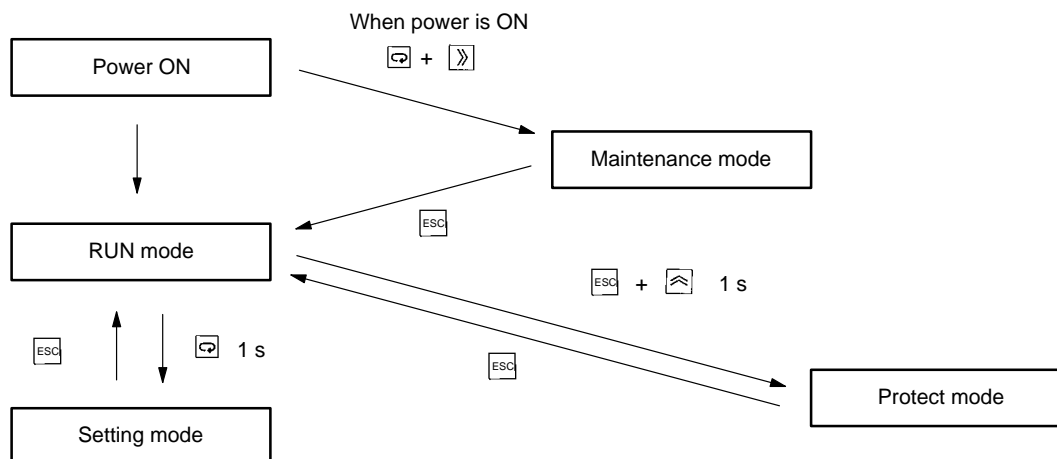 When power is ON
+
Power ON
Maintenance mode
ESC
RUN mode
ESC + 1 s
ESC
1 s
ESC
Protect mode
Setting mode